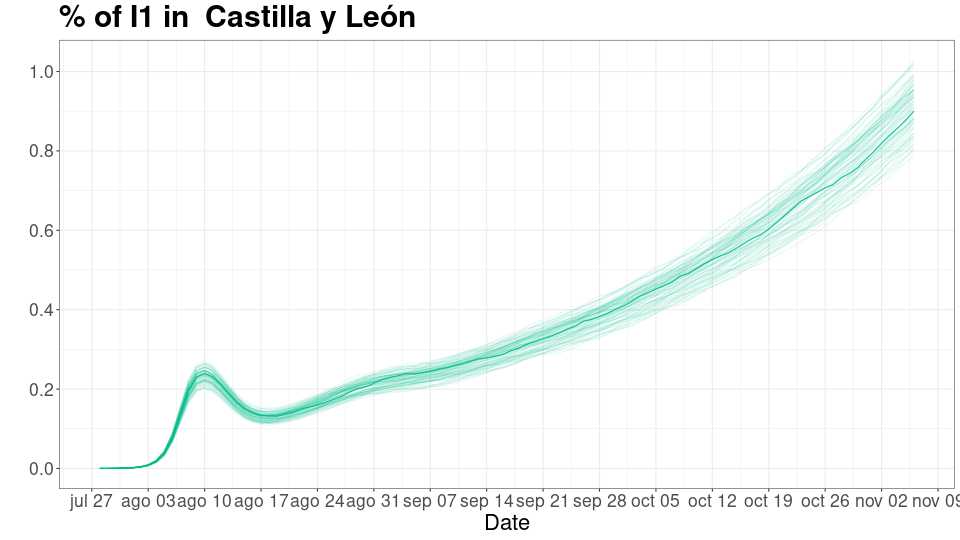 % of I1 in  Castilla y León
1.0
0.8
0.6
0.4
0.2
0.0
jul 27 ago 03 ago 10 ago 17 ago 24 ago 31 sep 07 sep 14 sep 21 sep 28 oct 05 oct 12 oct 19 oct 26 nov 02 nov 09
Date